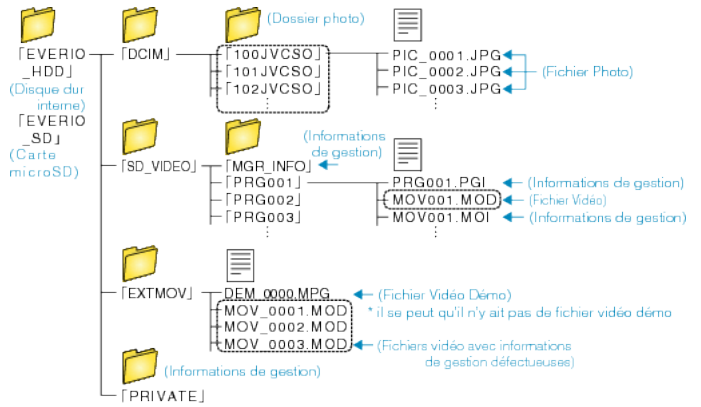 (Dossier photo)
「EVERIO
_HDD」
(Disque dur
interne)
「EVERIO
_SD」
(Carte
microSD)
「DCIM」
「100JVCSO」
「101JVCSO」
「102JVCSO」
PIC_0001.JPG
PIC_0002.JPG
PIC_0003.JPG
(Fichier Photo)
(Informations
de gestion)
「SD_VIDEO」
「MGR_INFO」
「PRG001」
「PRG002」
「PRG003」
PRG001.PGI
(Informations de gestion)
MOV001.MOD
(Fichier Vidéo)
MOV001.MOI
(Informations de gestion)
「EXTMOV」
DEM_0000.MPG
(Fichier Vidéo Démo)
* il se peut qu'il n'y ait pas de fichier vidéo démo
MOV_0001.MOD
MOV_0002.MOD
MOV_0003.MOD
(Fichiers vidéo avec informations
de gestion défectueuses)
(Informations de gestion)
「PRIVATE」